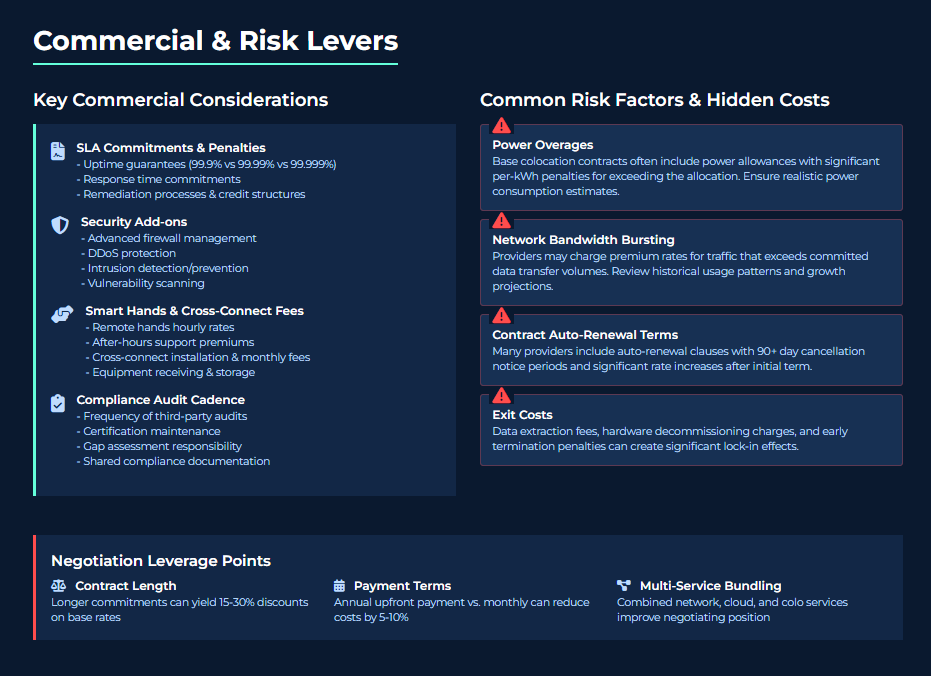 Commercial & Risk Levers
Key Commercial Considerations
SLA Commitments & Penalties
- Uptime guarantees (99.9% vs 99.99% vs 99.999%)
- Response time commitments
- Remediation processes & credit structures
Security Add-ons
- Advanced firewall management
- DDoS protection
- Intrusion detection/prevention
- Vulnerability scanning
Smart Hands & Cross-Connect Fees
- Remote hands hourly rates
- After-hours support premiums
- Cross-connect installation & monthly fees
- Equipment receiving & storage
Compliance Audit Cadence
- Frequency of third-party audits
- Certification maintenance
- Gap assessment responsibility
- Shared compliance documentation
Common Risk Factors & Hidden Costs
Power Overages
Base colocation contracts often include power allowances with significant
per-kWh penalties for exceeding the allocation. Ensure realistic power
consumption estimates.
Network Bandwidth Bursting
Providers may charge premium rates for traffic that exceeds committed
data transfer volumes. Review historical usage patterns and growth
projections.
Contract Auto-Renewal Terms
Many providers include auto-renewal clauses with 90+ day cancellation
notice periods and significant rate increases after initial term.
Exit Costs
Data extraction fees, hardware decommissioning charges, and early
termination penalties can create significant lock-in effects.
Negotiation Leverage Points
Contract Length
Longer commitments can yield 15-30% discounts
on base rates
Payment Terms
Annual upfront payment vs. monthly can reduce
costs by 5-10%
Multi-Service Bundling
Combined network, cloud, and colo services
improve negotiating position